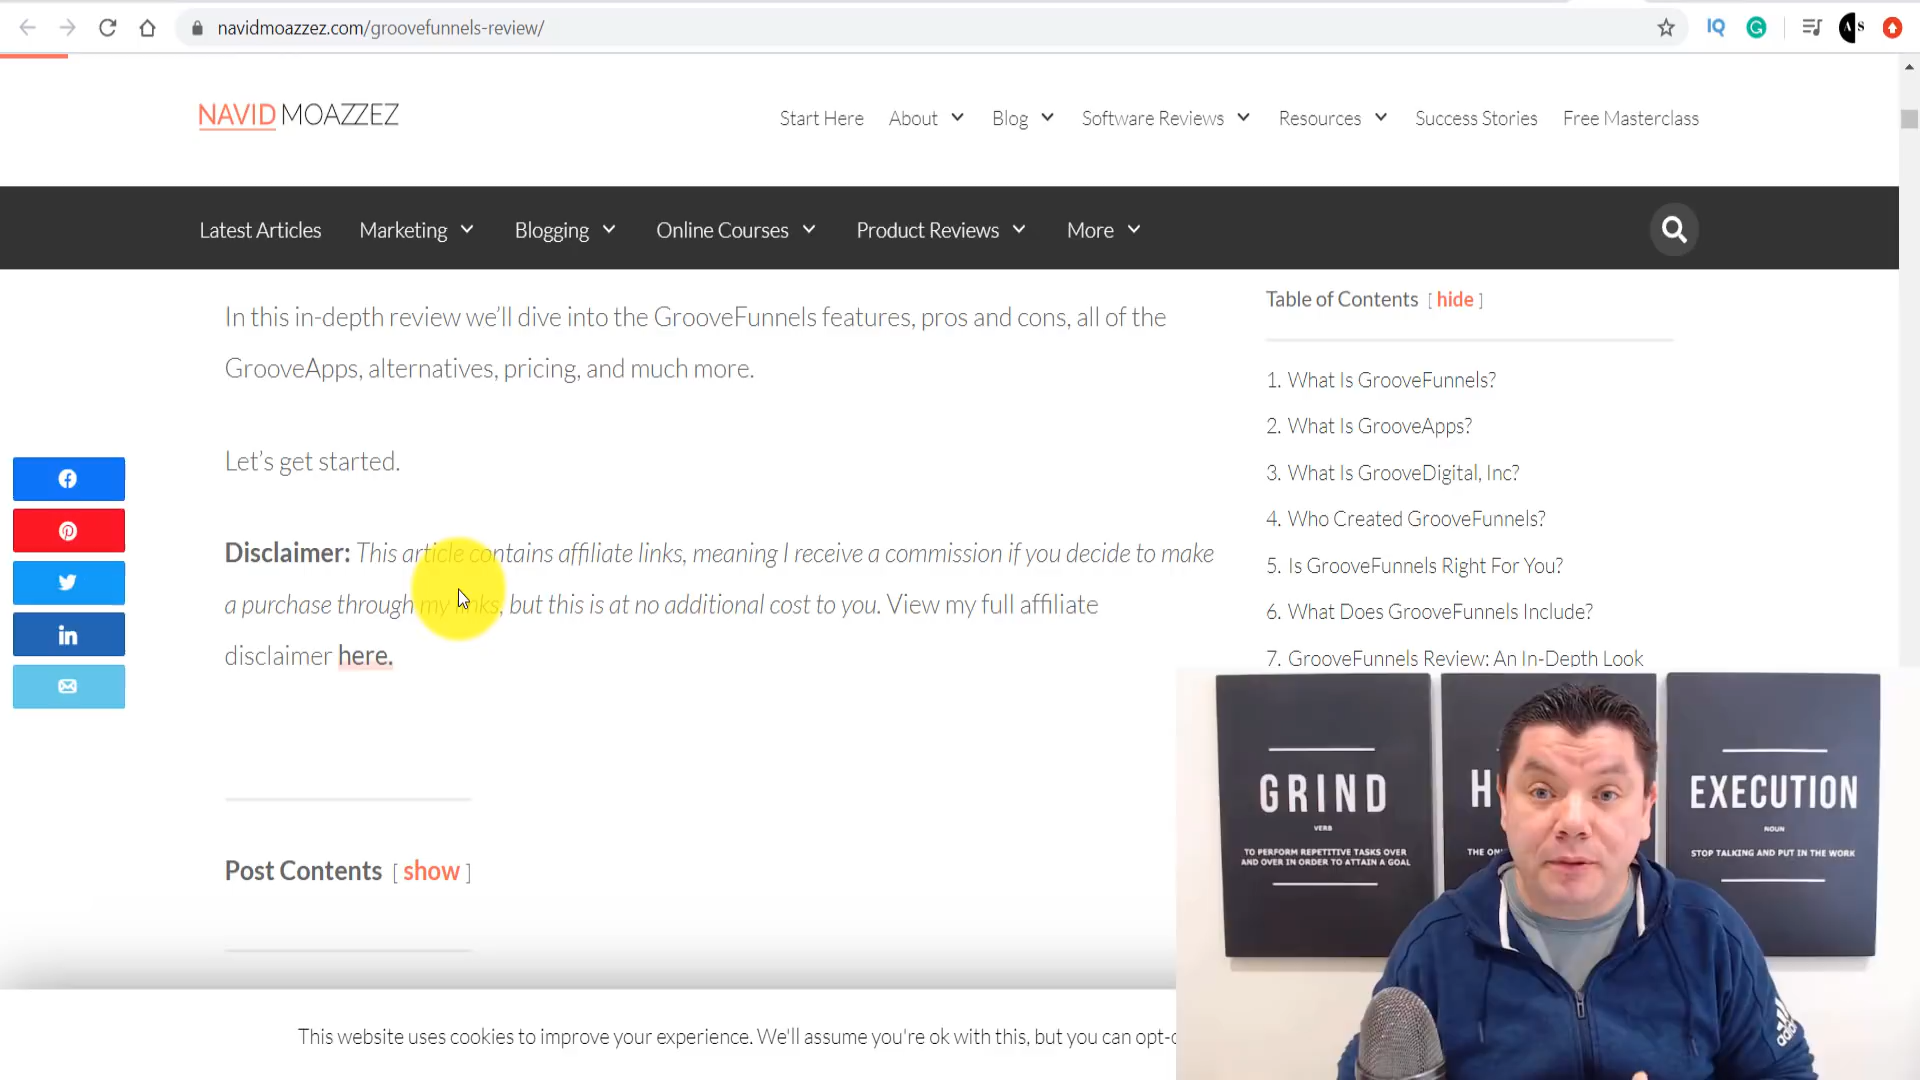 navidmoazzez.com/groovefunnels-review/
IQ
G
AS
NAVID MOAZZEZ
Start Here About Blog Software Reviews Resources Success Stories Free Masterclass
Latest Articles Marketing Blogging Online Courses Product Reviews More
In this in-depth review we'll dive into the GrooveFunnels features, pros and cons, all of the
GrooveApps, alternatives, pricing, and much more.
Let's get started.
Disclaimer: This article contains affiliate links, meaning I receive a commission if you decide to make
a purchase through my links, but this is at no additional cost to you. View my full affiliate
disclaimer here.
Post Contents [ show ]
Table of Contents [ hide ]
1. What Is GrooveFunnels?
2. What Is GrooveApps?
3. What Is GrooveDigital, Inc?
4. Who Created GrooveFunnels?
5. Is GrooveFunnels Right For You?
6. What Does GrooveFunnels Include?
7. GrooveFunnels Review: An In-Depth Look
GRIND
VERB
TO PERFORM REPETITIVE TASKS OVER
AND OVER IN ORDER TO ATTAIN A GOAL
H
THE
EXECUTION
NOUN
STOP TALKING AND PUT IN THE WORK
adidas
This website uses cookies to improve your experience. We'll assume you're ok with this, but you can